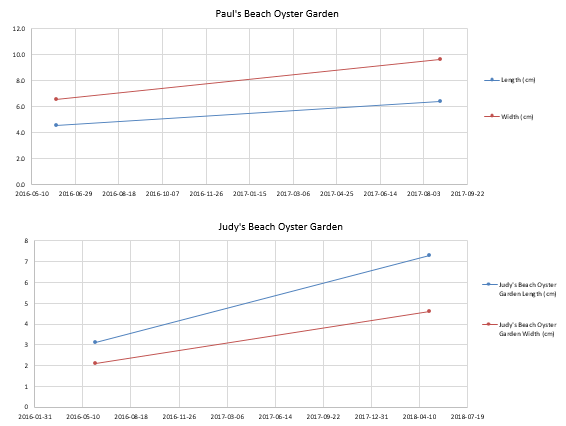 Paul's Beach Oyster Garden
12.0
10.0
8.0
6.0
4.0
2.0
0.0
2016-05-10 2016-06-29 2016-08-18 2016-10-07 2016-11-26 2017-01-15 2017-03-06 2017-04-25 2017-06-14 2017-08-03 2017-09-22
Length (cm)
Width (cm)
Judy's Beach Oyster Garden
8
7
6
5
4
3
2
1
0
2016-01-31 2016-05-10 2016-08-18 2016-11-26 2017-03-06 2017-06-14 2017-09-22 2017-12-31 2018-04-10 2018-07-19
Judy's Beach Oyster
Garden Length (cm)
Judy's Beach Oyster
Garden Width (cm)